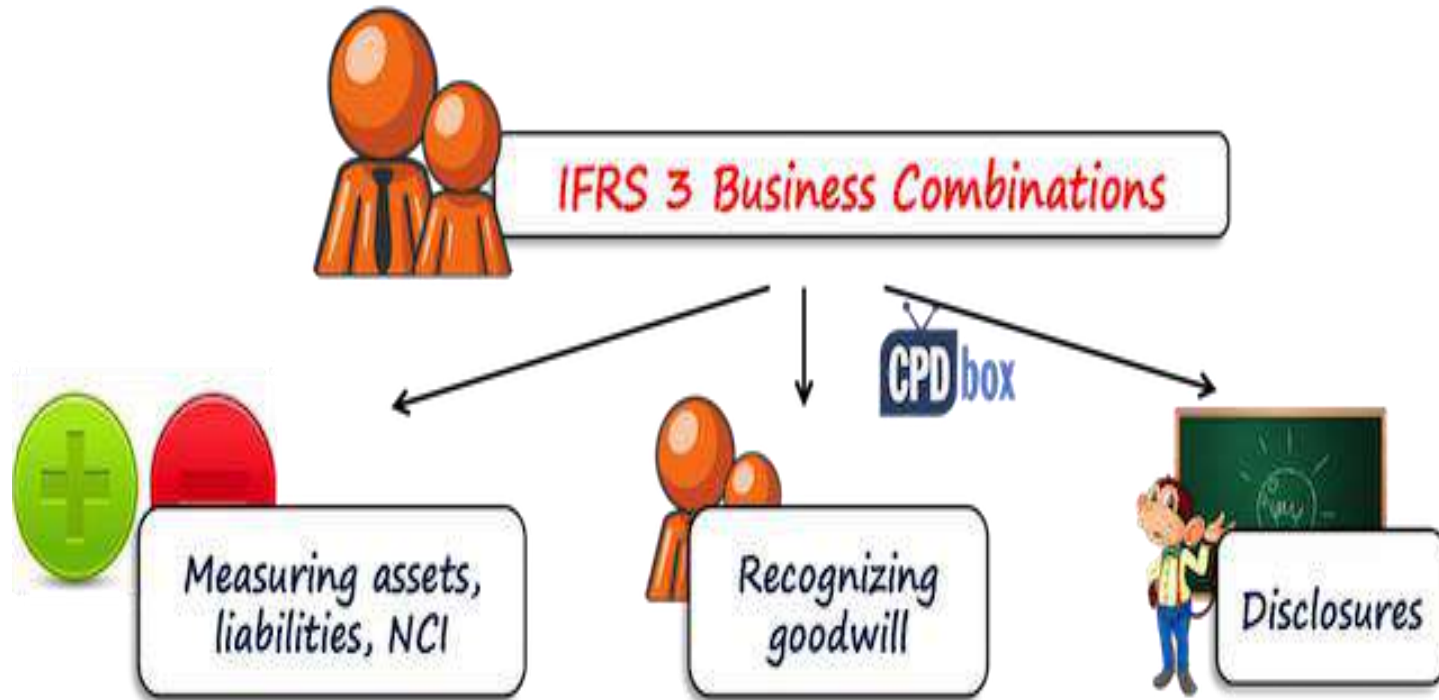 IFRS 3 Business Combinations
CPD box
Measuring assets,
liabilities, NCI
Recognizing
goodwill
Disclosures